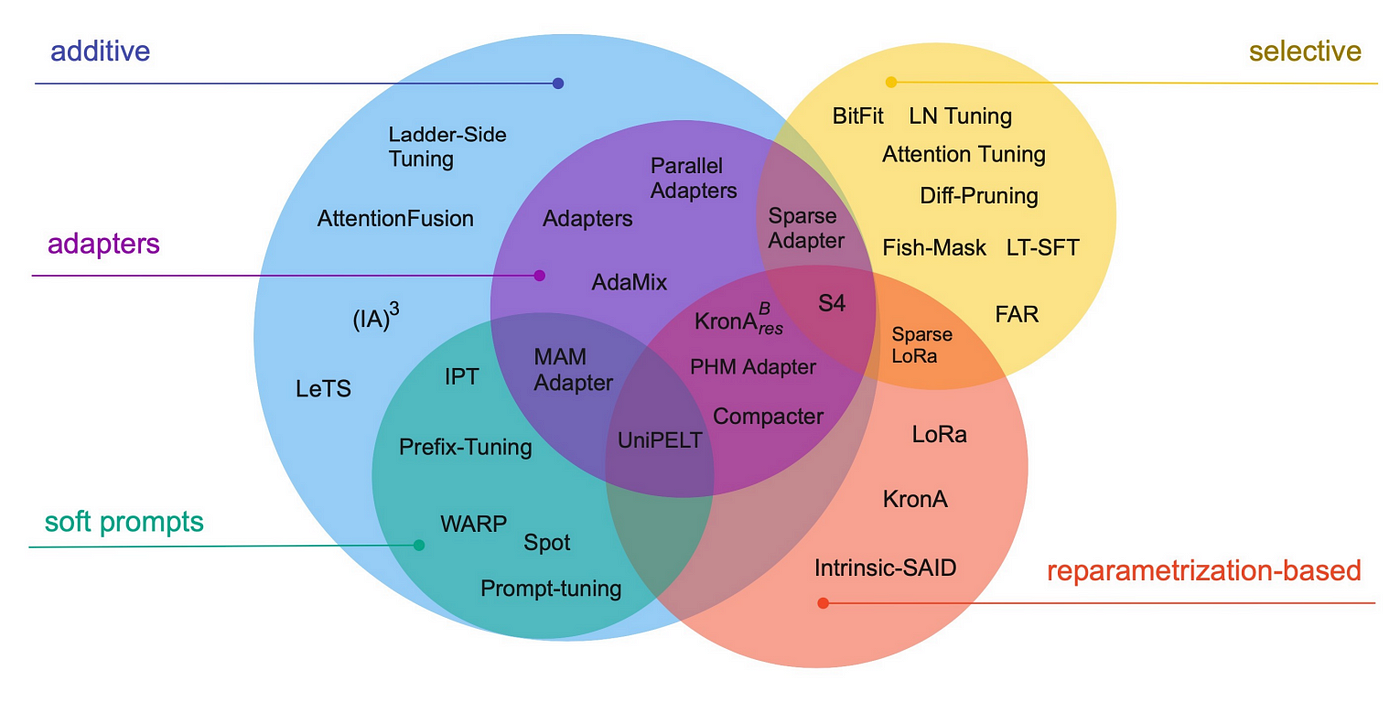 additive
selective
adapters
soft prompts
reparametrization-based
Ladder-Side
Tuning
AttentionFusion
(IA)³
LeTS
Parallel
Adapters
Adapters
AdaMix
Sparse
Adapter
BitFit
LN Tuning
Attention Tuning
Diff-Pruning
Fish-Mask
LT-SFT
FAR
S4
KronA^B_res
PHM Adapter
Compacter
Sparse
LoRa
MAM
Adapter
UniPELT
IPT
Prefix-Tuning
WARP
Spot
Prompt-tuning
LoRa
KronA
Intrinsic-SAID